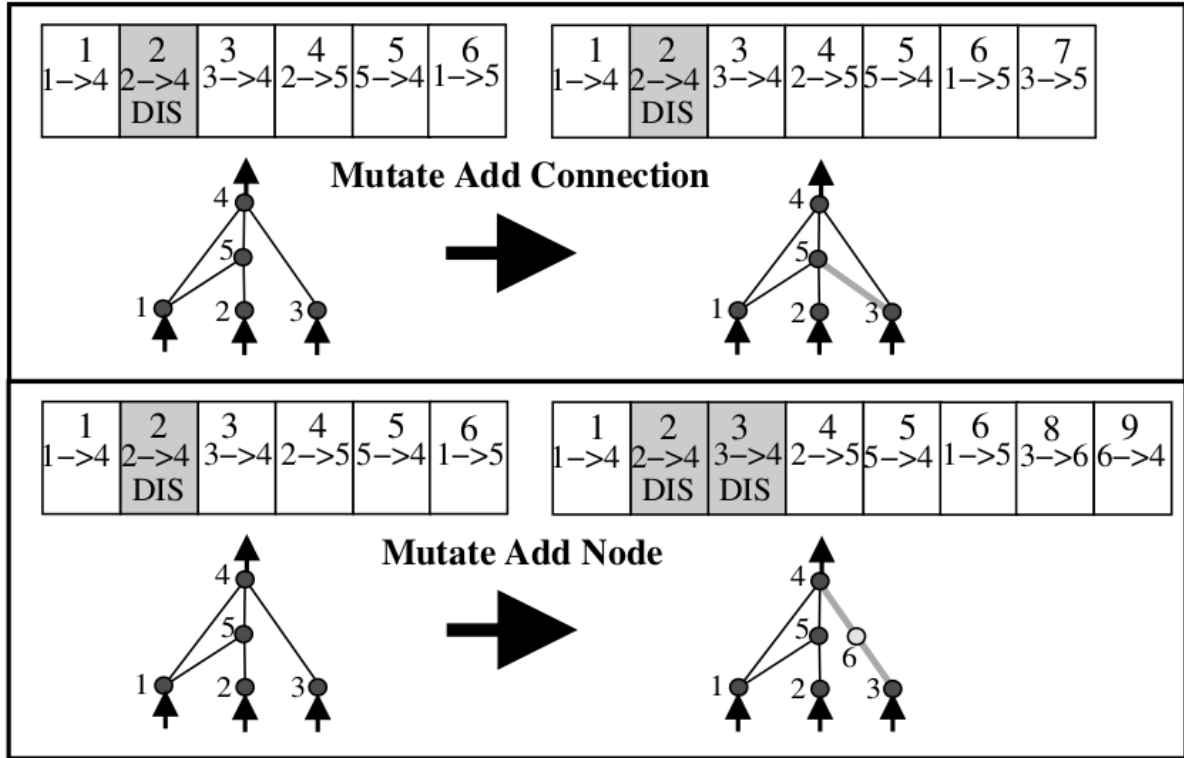 1 2 3 4 5 6
1->4 2->4 3->4 2->5 5->4 1->5
DIS
1 2 3 4 5 6 7
1->4 2->4 3->4 2->5 5->4 1->5 3->5
DIS
Mutate Add Connection
4
5
1 2 3
4
5
1 2 3
1 2 3 4 5 6
1->4 2->4 3->4 2->5 5->4 1->5
DIS
1 2 3 4 5 6 8 9
1->4 2->4 3->4 2->5 5->4 1->5 3->6 6->4
DIS DIS
Mutate Add Node
4
5
1 2 3
4
5
6
1 2 3